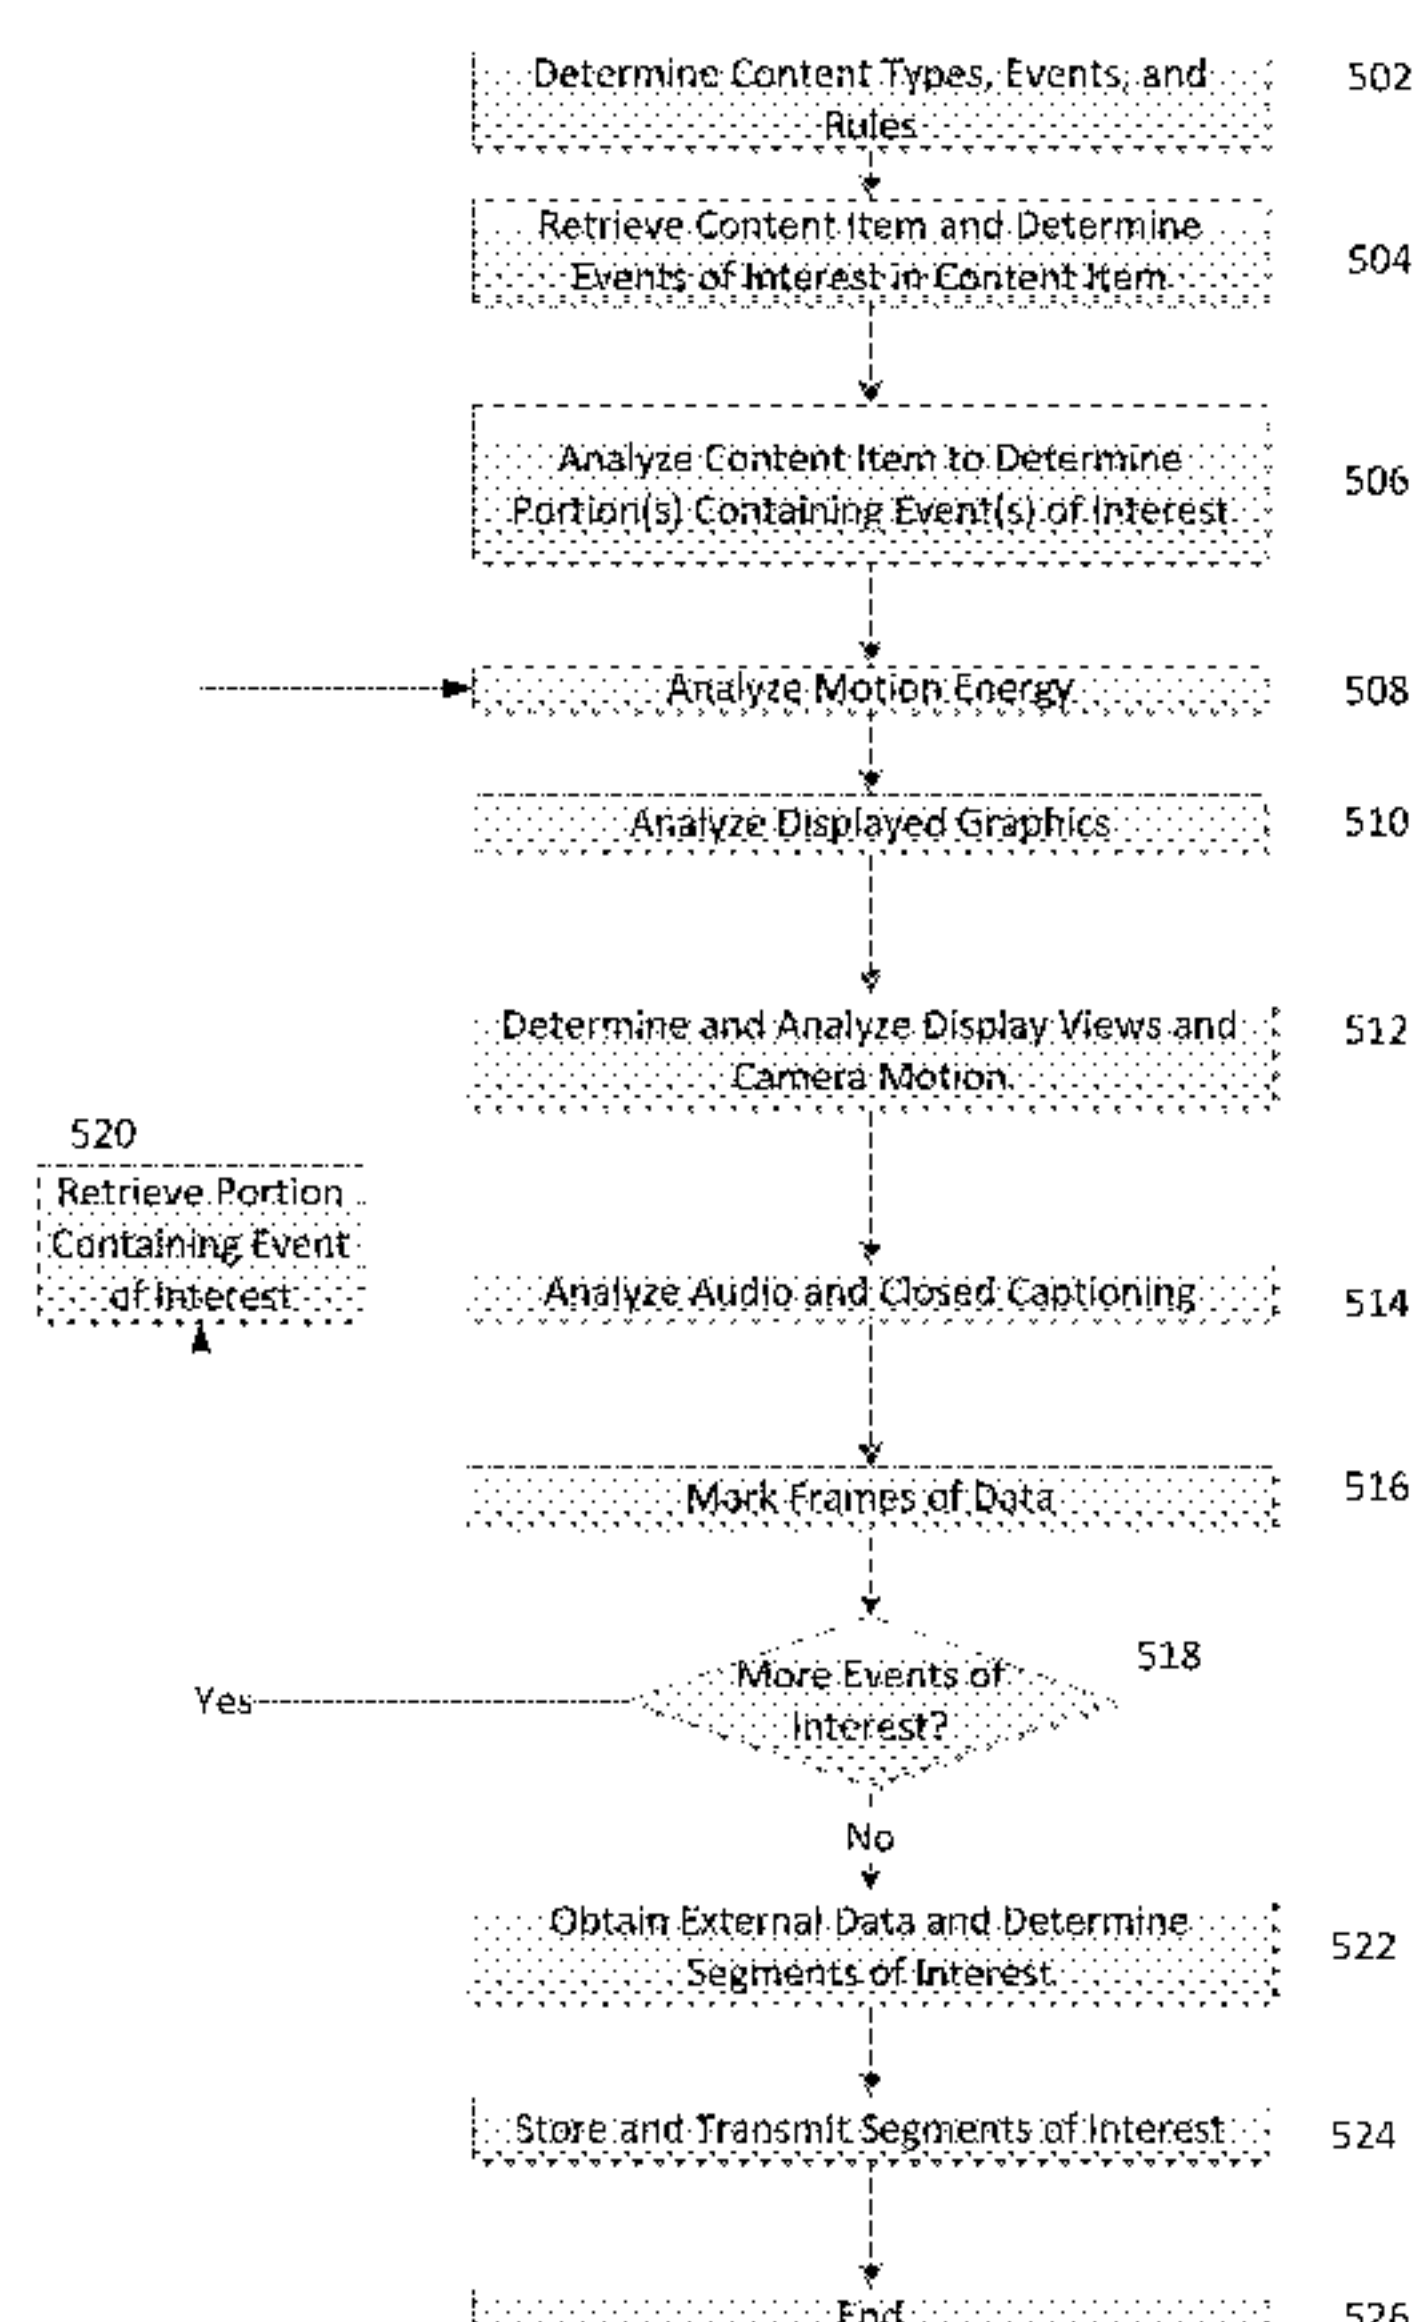 Determine Content Types, Events, and
Rules
502
Retrieve Content Item and Determine
Events of Interest in Content Item
504
Analyze Content Item to Determine
Portion(s) Containing Event(s) of Interest
506
Analyze Motion Energy
508
Analyze Displayed Graphics
510
Determine and Analyze Display Views and
Camera Motion
512
520
Retrieve Portion
Containing Event
of Interest
Analyze Audio and Closed Captioning
514
Mark Frames of Data
516
More Events of
Interest?
518
Yes
No
Obtain External Data and Determine
Segments of Interest
522
Store and Transmit Segments of Interest
524
End
526